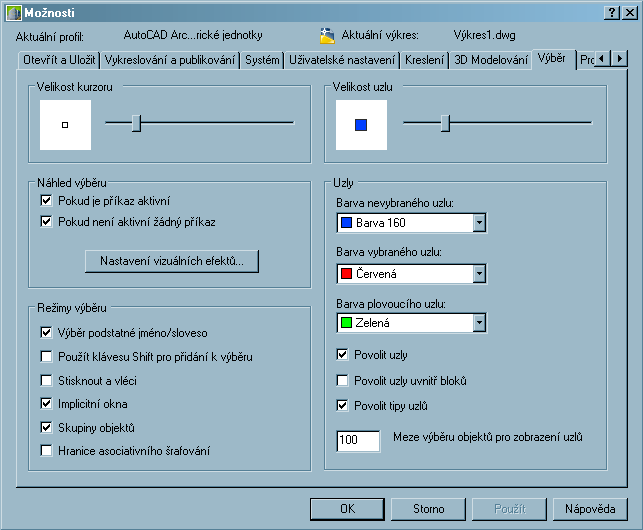 Možnosti
Aktuální profil: AutoCAD Arc...rické jednotky Aktuální výkres: Výkres1.dwg
Otevřít a Uložit Vykreslování a publikování Systém Uživatelské nastavení Kreslení 3D Modelování Výběr Pro
Velikost kurzoru
Velikost uzlu
Náhled výběru
Pokud je příkaz aktivní
Pokud není aktivní žádný příkaz
Nastavení vizuálních efektů...
Režimy výběru
Výběr podstatné jméno/sloveso
Použít klávesu Shift pro přidání k výběru
Stisknout a vléci
Implicitní okna
Skupiny objektů
Hranice asociativního šrafování
Uzly
Barva nevybraného uzlu:
Barva 160
Barva vybraného uzlu:
Červená
Barva plovoucího uzlu:
Zelená
Povolit uzly
Povolit uzly uvnitř bloků
Povolit tipy uzlů
100 Meze výběru objektů pro zobrazení uzlů
OK Storno Použít Nápověda